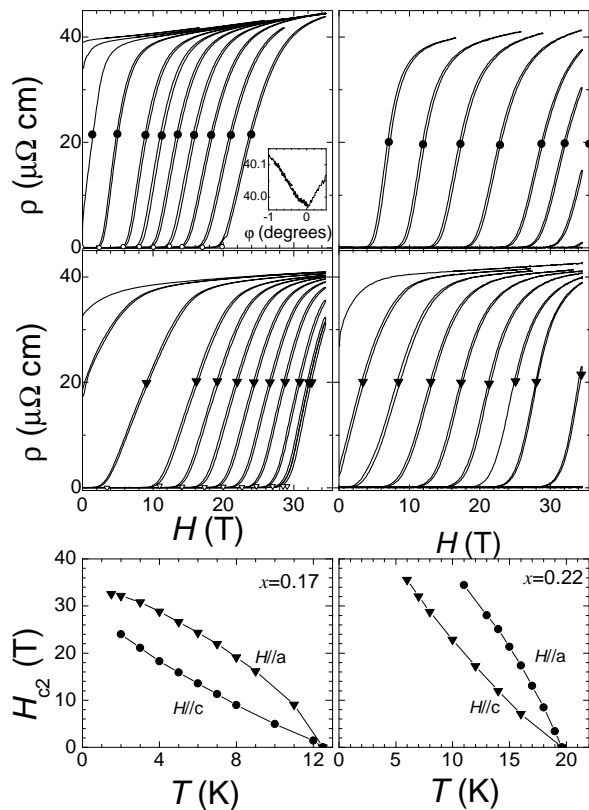 40
20
0
ρ (μΩ cm)
40.1
40.0
-1 0
φ (degrees)
40
20
0
ρ (μΩ cm)
0 10 20 30
0 10 20 30
H (T)
H (T)
40
30
20
10
0
H_c2 (T)
x=0.17
x=0.22
H//a
H//c
H//a
H//c
0 4 8 12
0 5 10 15 20
T (K)
T (K)